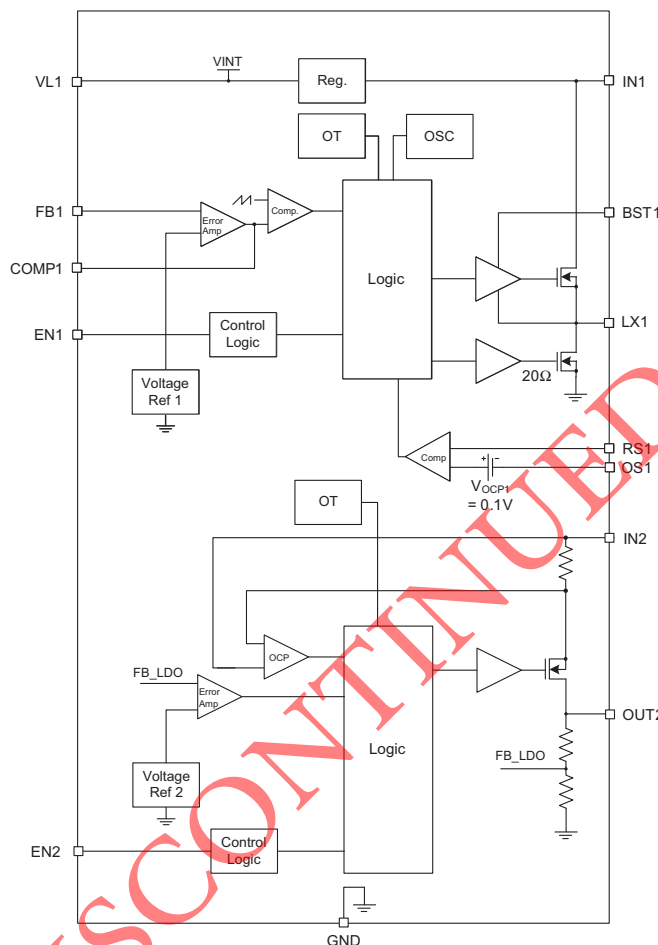 VINT
VL1
Reg.
IN1
OT
OSC
FB1
Error
Amp
Comp.
BST1
COMP1
Logic
LX1
EN1
Control
Logic
20Ω
Voltage
Ref 1
Comp
RS1
OS1
VOCP1
= 0.1V
OT
IN2
OCP
FB_LDO
Error
Amp
OUT2
Logic
FB_LDO
Voltage
Ref 2
EN2
Control
Logic
GND
SCONTINUED